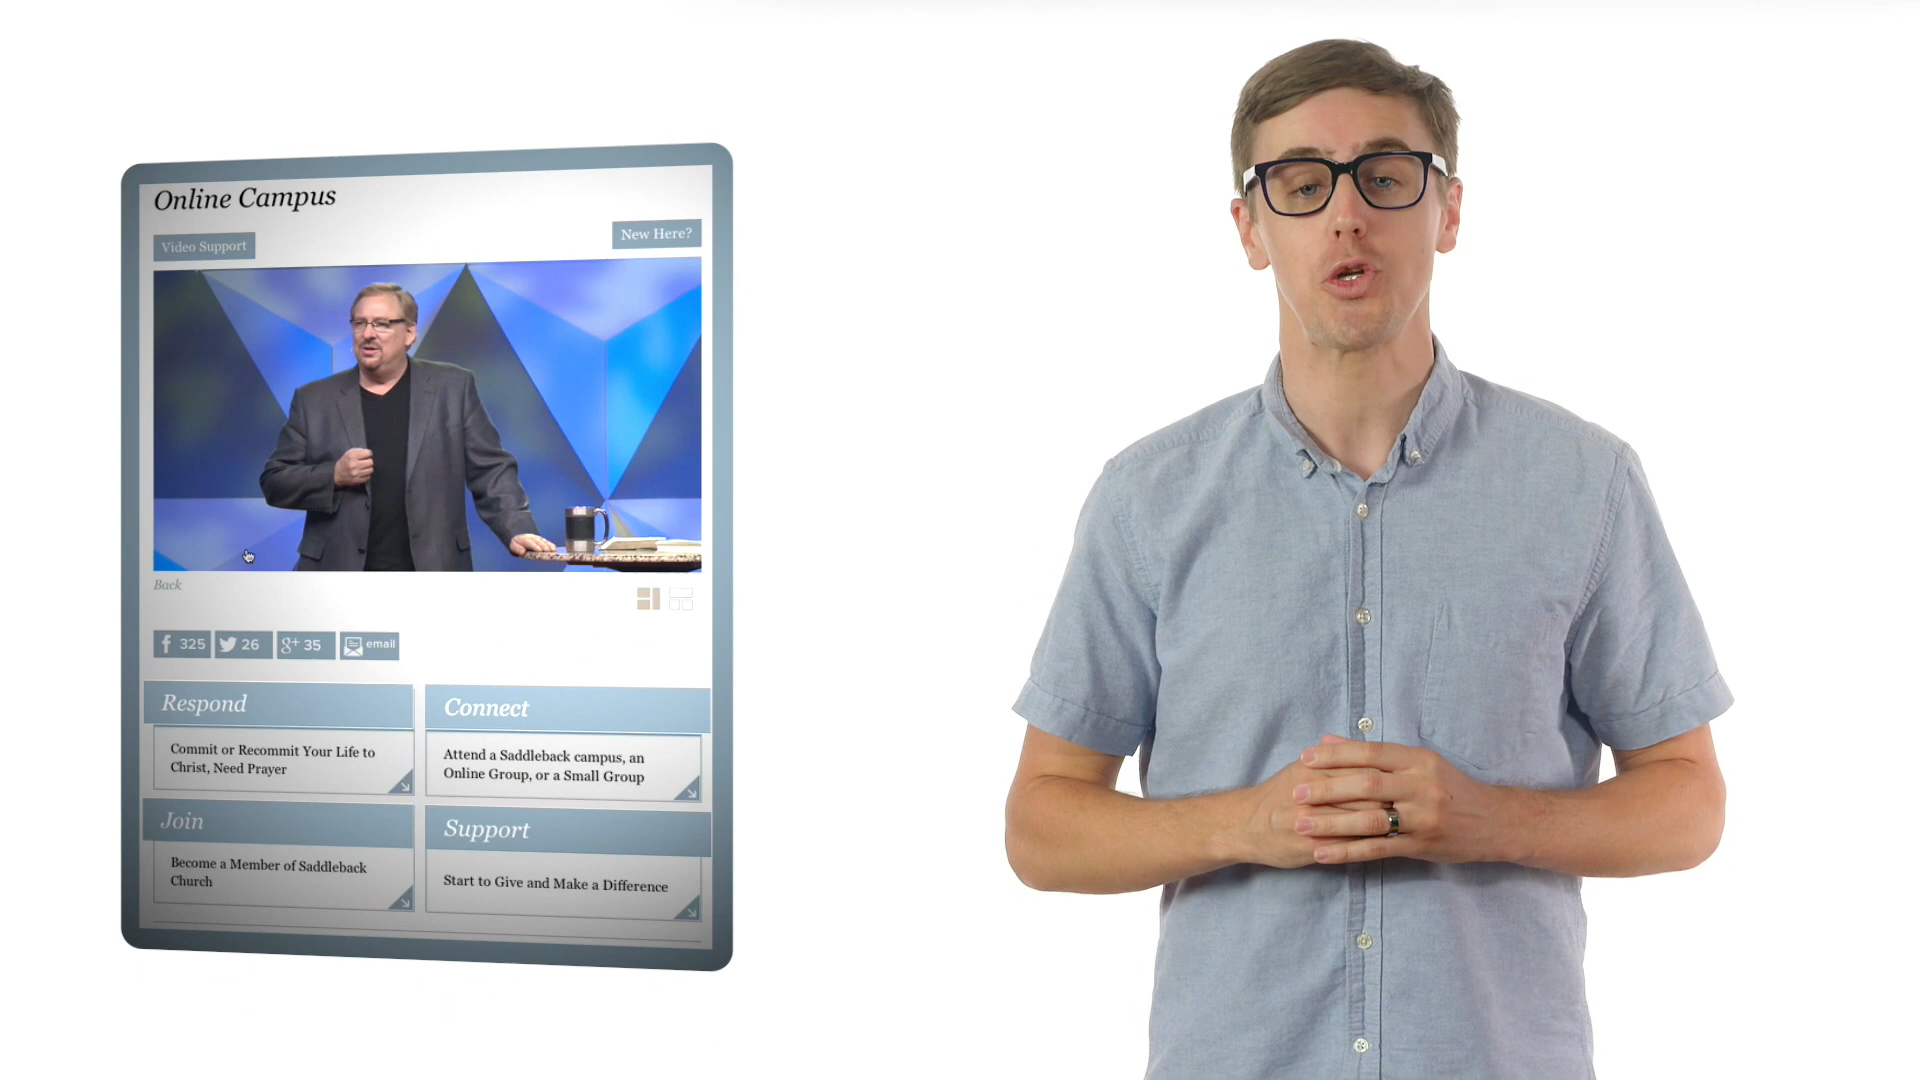 Online Campus
Video Support
New Here?
Back
325
26
g+ 35
email
Respond
Commit or Recommit Your Life to
Christ, Need Prayer
Connect
Attend a Saddleback campus, an
Online Group, or a Small Group
Join
Become a Member of Saddleback
Church
Support
Start to Give and Make a Difference